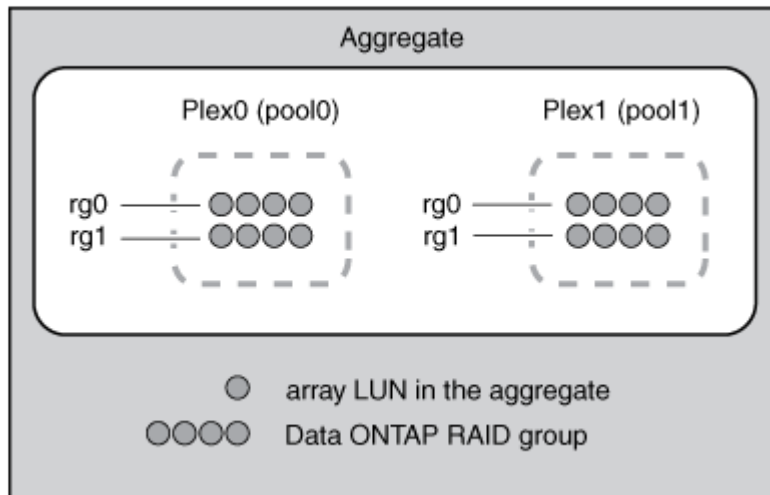 Aggregate
Plex0 (pool0)
Plex1 (pool1)
rg0
rg0
rg1
rg1
array LUN in the aggregate
Data ONTAP RAID group